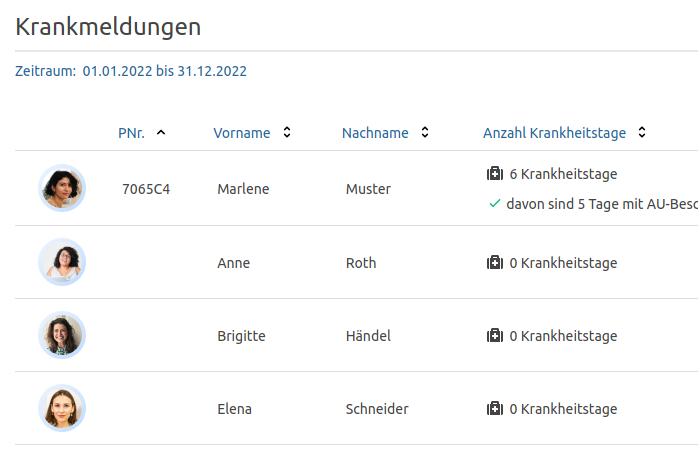 Krankmeldungen
Zeitraum: 01.01.2022 bis 31.12.2022
PNr. Vorname Nachname Anzahl Krankheitstage
7065C4 Marlene Muster 6 Krankheitstage
davon sind 5 Tage mit AU-Besc
Anne Roth 0 Krankheitstage
Brigitte Händel 0 Krankheitstage
Elena Schneider 0 Krankheitstage